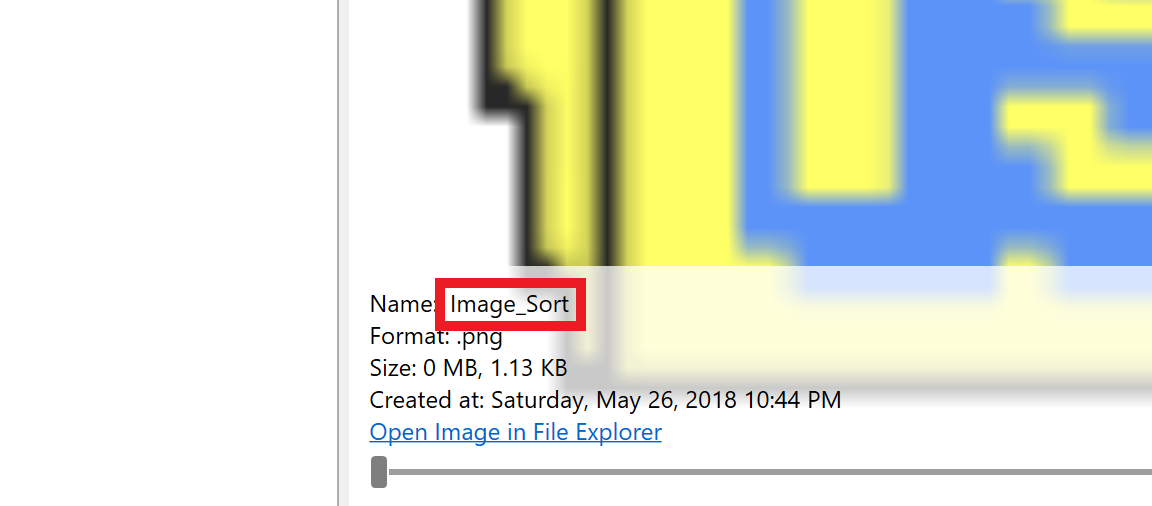 Name: Image_Sort
Format: .png
Size: 0 MB, 1.13 KB
Created at: Saturday, May 26, 2018 10:44 PM
Open Image in File Explorer